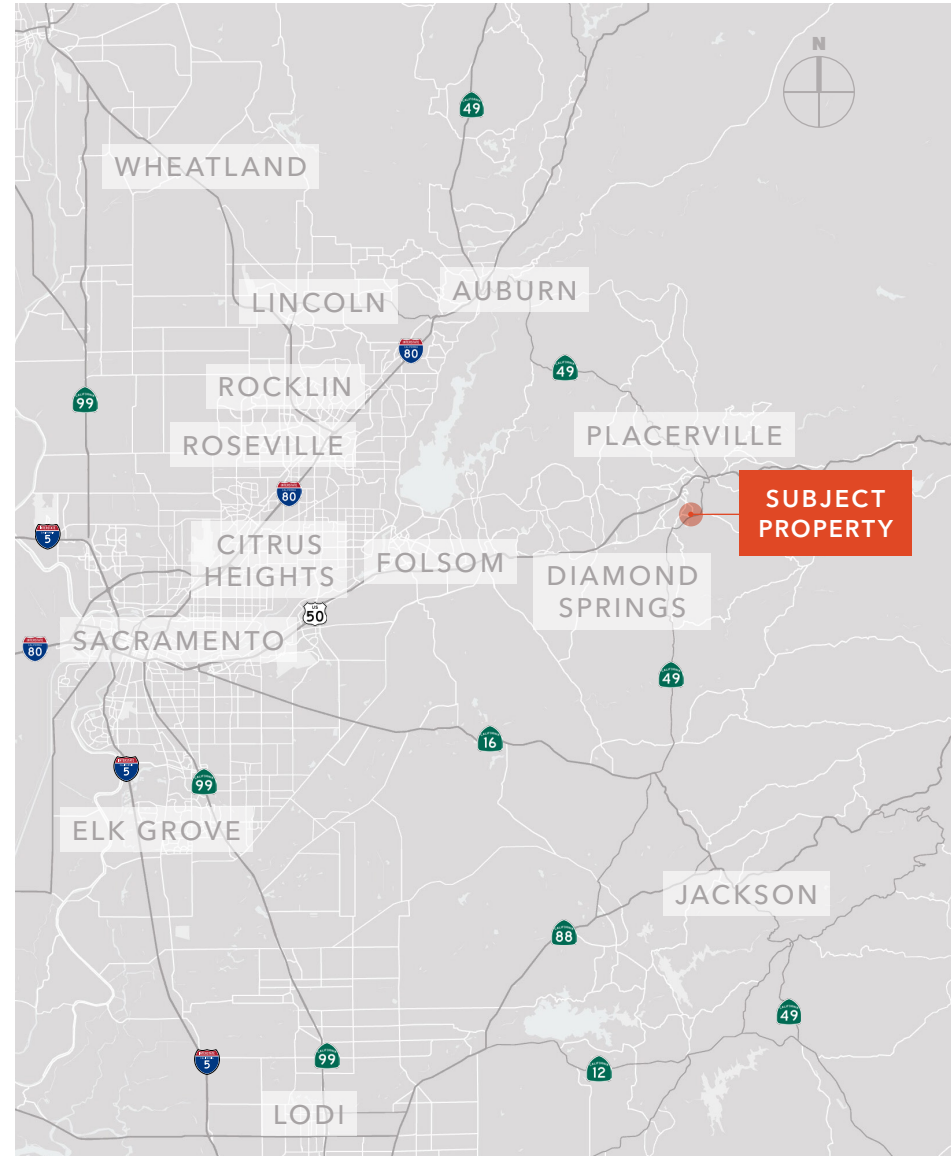 N
49
WHEATLAND
AUBURN
LINCOLN
80
49
ROCKLIN
99
PLACERVILLE
ROSEVILLE
80
SUBJECT
PROPERTY
5
CITRUS
HEIGHTS
FOLSOM
DIAMOND
SPRINGS
US
50
SACRAMENTO
80
49
16
5
99
ELK GROVE
JACKSON
88
49
5
99
12
LODI